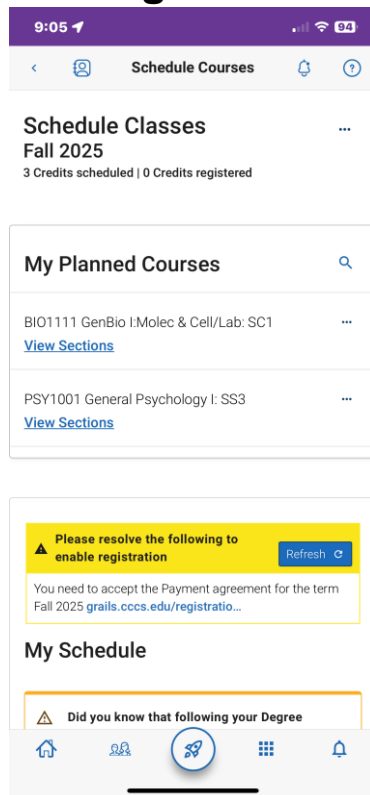 9:05
94
Schedule Courses
Schedule Classes
Fall 2025
3 Credits scheduled | 0 Credits registered
My Planned Courses
BIO1111 GenBio I:Molec & Cell/Lab: SC1
View Sections
PSY1001 General Psychology I: SS3
View Sections
Please resolve the following to
enable registration
Refresh
You need to accept the Payment agreement for the term
Fall 2025 grails.cccs.edu/registratio...
My Schedule
Did you know that following your Degree